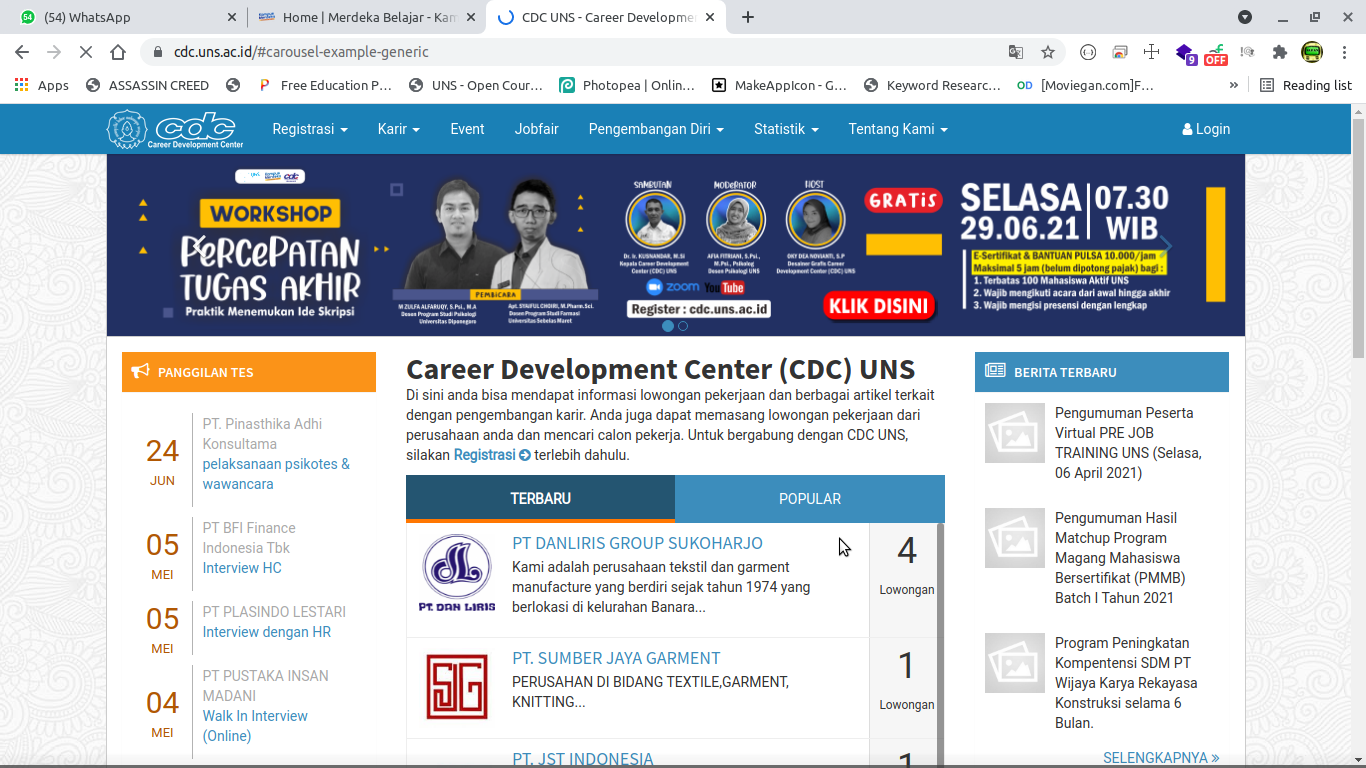 (54) WhatsApp
Home | Merdeka Belajar - Kam
CDC UNS - Career Developme
cdc.uns.ac.id/#carousel-example-generic
9
OFF
Apps
ASSASSIN CREED
Free Education P...
UNS - Open Cour...
Photopea | Onlin...
MakeAppIcon - G...
Keyword Researc...
OD [Moviegan.com]F...
»
Reading list
cdc
Career Development Center
Registrasi
Karir
Event
Jobfair
Pengembangan Diri
Statistik
Tentang Kami
Login
cdc
WORKSHOP
PERCEPATAN
TUGAS AKHIR
Praktik Menemukan Ide Skripsi
PEMBICARA
M ZULFA ALFARUQY, S.Psi., M.A
Dosen Program Studi Psikologi
Universitas Diponegoro
Apt. SYAIFUL CHOIRI, M.Pharm.Sci.
Dosen Program Studi Farmasi
Universitas Sebelas Maret
SAMBUTAN
Dr. Ir. KUSNANDAR, M.SI
Kepala Career Development
Center (CDC) UNS
MODERATOR
AFIA FITRIANI, S.Psi.,
M.Psi., Psikolog
Dosen Psikologi UNS
HOST
OKY DEA NOVIANTI, S.P
Desainer Grafis Career
Development Center (CDC) UNS
zoom YouTube
Register : cdc.uns.ac.id
GRATIS
KLIK DISINI
SELASA
29.06.21
07.30
WIB
E-Sertifikat & BANTUAN PULSA 10.000/jam
Maksimal 5 jam (belum dipotong pajak) bagi :
1. Terbatas 100 Mahasiswa Aktif UNS
2. Wajib mengikuti acara dari awal hingga akhir
3. Wajib mengisi presensi dengan lengkap
PANGGILAN TES
24
JUN
PT. Pinasthika Adhi
Konsultama
pelaksanaan psikotes &
wawancara
05
MEI
PT BFI Finance
Indonesia Tbk
Interview HC
05
MEI
PT PLASINDO LESTARI
Interview dengan HR
04
MEI
PT PUSTAKA INSAN
MADANI
Walk In Interview
(Online)
Career Development Center (CDC) UNS
Di sini anda bisa mendapat informasi lowongan pekerjaan dan berbagai artikel terkait
dengan pengembangan karir. Anda juga dapat memasang lowongan pekerjaan dari
perusahaan anda dan mencari calon pekerja. Untuk bergabung dengan CDC UNS,
silakan Registrasi terlebih dahulu.
TERBARU
POPULAR
PT. DAN LIRIS
PT DANLIRIS GROUP SUKOHARJO
Kami adalah perusahaan tekstil dan garment
manufacture yang berdiri sejak tahun 1974 yang
berlokasi di kelurahan Banara...
4
Lowongan
PT. SUMBER JAYA GARMENT
PERUSAHAN DI BIDANG TEXTILE,GARMENT,
KNITTING...
1
Lowongan
PT. JST INDONESIA
1
BERITA TERBARU
Pengumuman Peserta
Virtual PRE JOB
TRAINING UNS (Selasa,
06 April 2021)
Pengumuman Hasil
Matchup Program
Magang Mahasiswa
Bersertifikat (PMMB)
Batch I Tahun 2021
Program Peningkatan
Kompentensi SDM PT
Wijaya Karya Rekayasa
Konstruksi selama 6
Bulan.
SELENGKAPNYA »